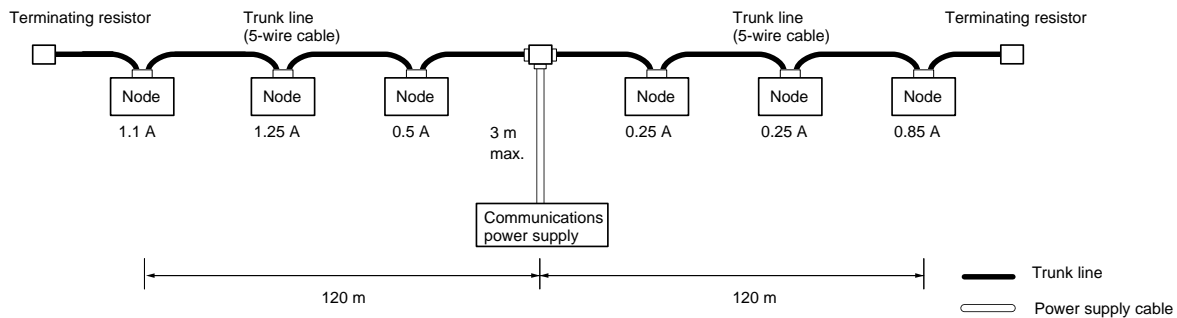 Terminating resistor
Trunk line
(5-wire cable)
Trunk line
(5-wire cable)
Terminating resistor
Node
Node
Node
Node
Node
Node
1.1 A
1.25 A
0.5 A
3 m
max.
0.25 A
0.25 A
0.85 A
Communications
power supply
120 m
120 m
Trunk line
Power supply cable